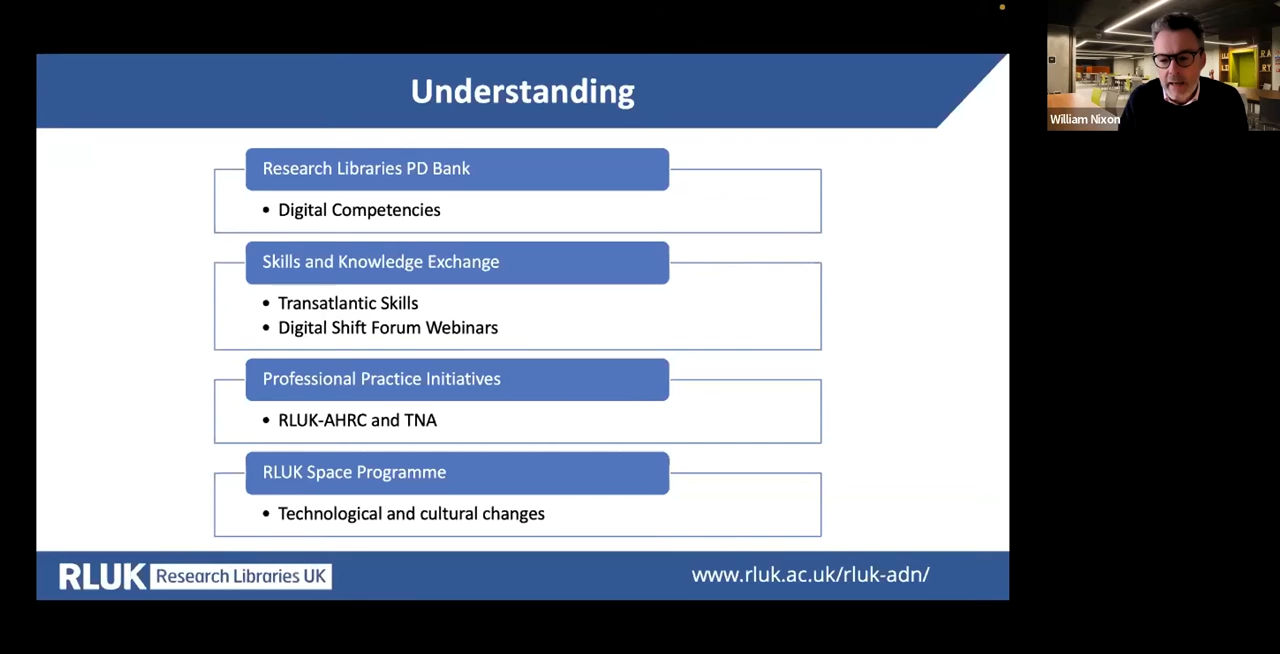 Understanding
Research Libraries PD Bank
• Digital Competencies
Skills and Knowledge Exchange
• Transatlantic Skills
• Digital Shift Forum Webinars
Professional Practice Initiatives
• RLUK-AHRC and TNA
RLUK Space Programme
• Technological and cultural changes
RLUK Research Libraries UK
www.rluk.ac.uk/rluk-adn/
William Nixon